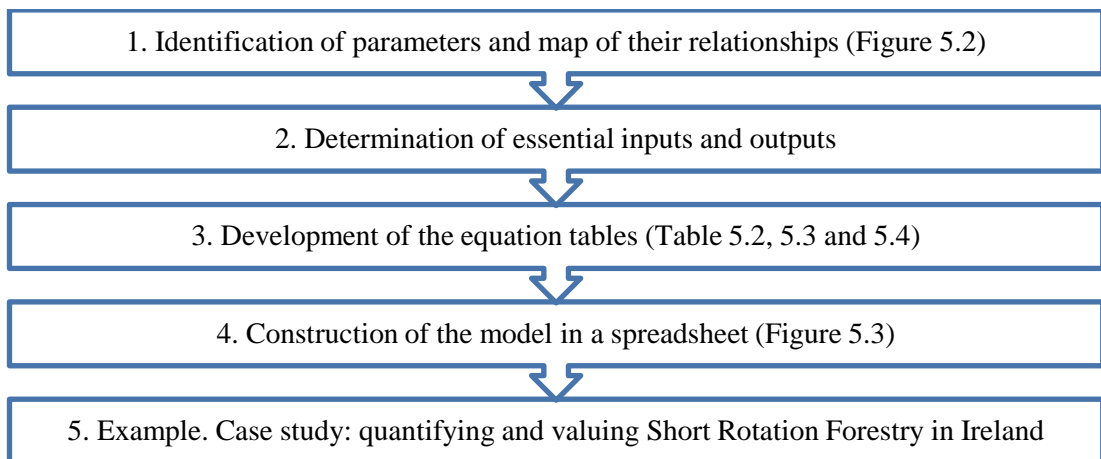 1. Identification of parameters and map of their relationships (Figure 5.2)
2. Determination of essential inputs and outputs
3. Development of the equation tables (Table 5.2, 5.3 and 5.4)
4. Construction of the model in a spreadsheet (Figure 5.3)
5. Example. Case study: quantifying and valuing Short Rotation Forestry in Ireland